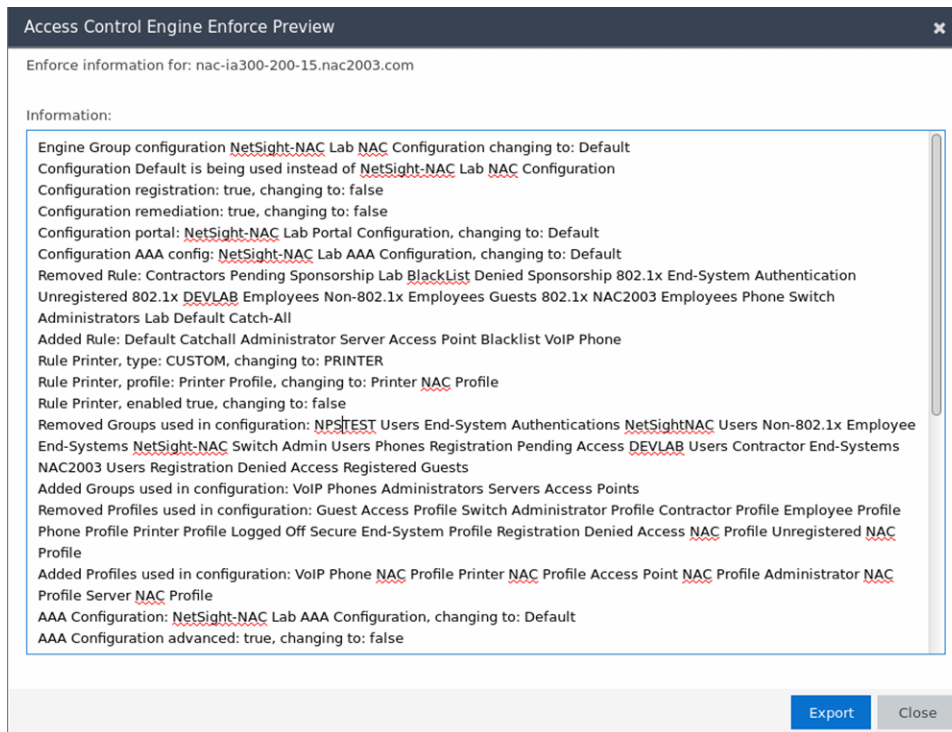 Access Control Engine Enforce Preview
Enforce information for: nac-ia300-200-15.nac2003.com
Information:
Engine Group configuration NetSight-NAC Lab NAC Configuration changing to: Default
Configuration Default is being used instead of NetSight-NAC Lab NAC Configuration
Configuration registration: true, changing to: false
Configuration remediation: true, changing to: false
Configuration portal: NetSight-NAC Lab Portal Configuration, changing to: Default
Configuration AAA config: NetSight-NAC Lab AAA Configuration, changing to: Default
Removed Rule: Contractors Pending Sponsorship Lab BlackList Denied Sponsorship 802.1x End-System Authentication
Unregistered 802.1x DEVLAB Employees Non-802.1x Employees Guests 802.1x NAC2003 Employees Phone Switch
Administrators Lab Default Catch-All
Added Rule: Default Catchall Administrator Server Access Point Blacklist VoIP Phone
Rule Printer, type: CUSTOM, changing to: PRINTER
Rule Printer, profile: Printer Profile, changing to: Printer NAC Profile
Rule Printer, enabled true, changing to: false
Removed Groups used in configuration: NPSTEST Users End-System Authentications NetSightNAC Users Non-802.1x Employee
End-Systems NetSight-NAC Switch Admin Users Phones Registration Pending Access DEVLAB Users Contractor End-Systems
NAC2003 Users Registration Denied Access Registered Guests
Added Groups used in configuration: VoIP Phones Administrators Servers Access Points
Removed Profiles used in configuration: Guest Access Profile Switch Administrator Profile Contractor Profile Employee Profile
Phone Profile Printer Profile Logged Off Secure End-System Profile Registration Denied Access NAC Profile Unregistered NAC
Profile
Added Profiles used in configuration: VoIP Phone NAC Profile Printer NAC Profile Access Point NAC Profile Administrator NAC
Profile Server NAC Profile
AAA Configuration: NetSight-NAC Lab AAA Configuration, changing to: Default
AAA Configuration advanced: true, changing to: false
Export Close